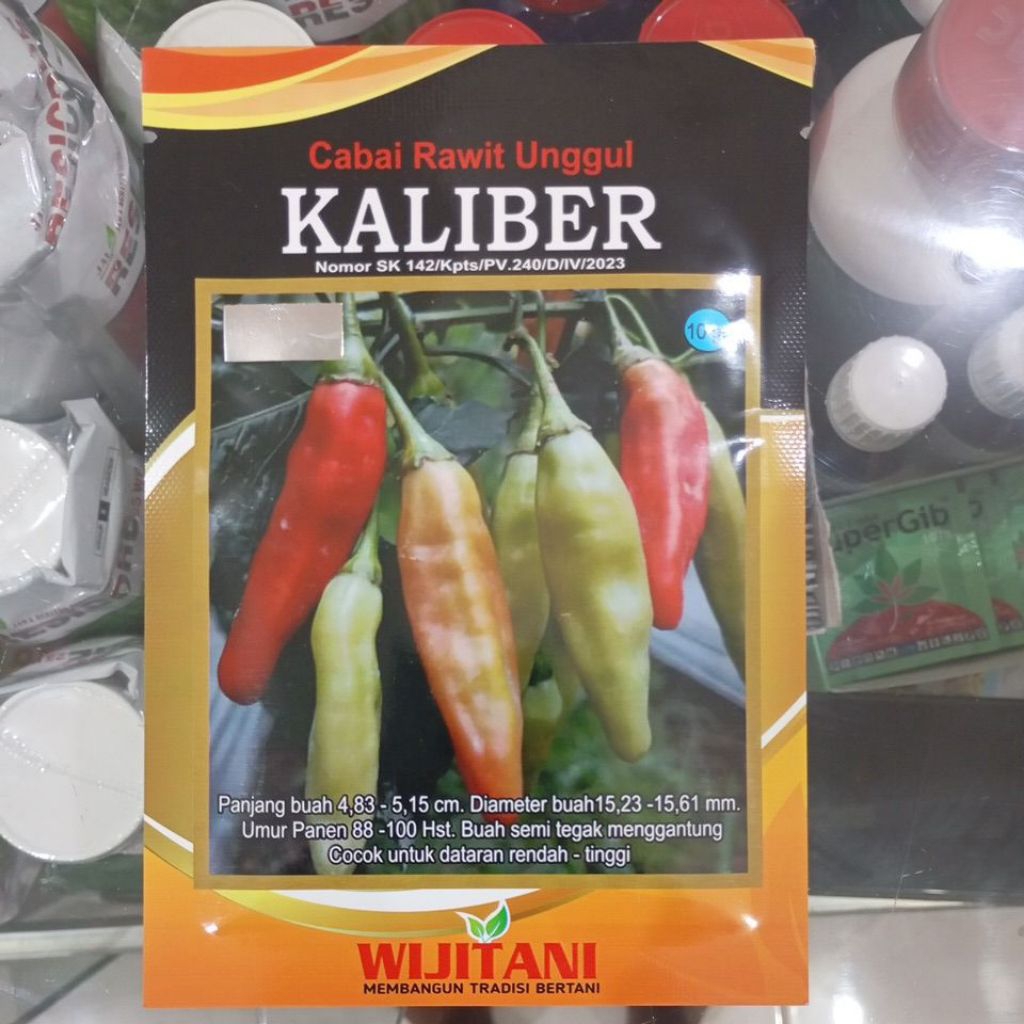 Cabai Rawit Unggul
KALIBER
Nomor SK 142/Kpts/PV.240/D/IV/2023
10
Panjang buah 4,83 - 5,15 cm. Diameter buah15,23 -15,61 mm.
Umur Panen 88 -100 Hst. Buah semi tegak menggantung
Cocok untuk dataran rendah - tinggi
WIJITANI
MEMBANGUN TRADISI BERTANI